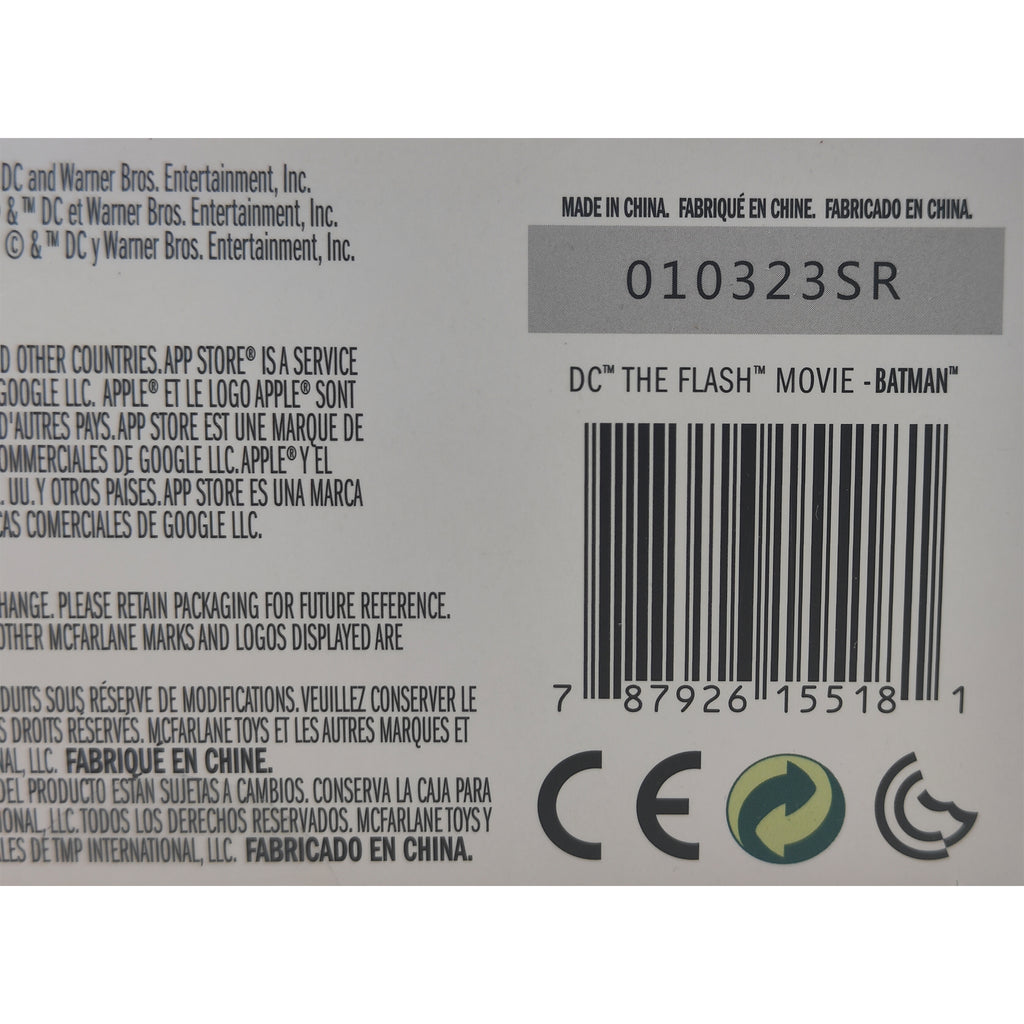 DC and Warner Bros. Entertainment, Inc.
& ™ DC et Warner Bros. Entertainment, Inc.
© & ™ DC y Warner Bros. Entertainment, Inc.
D OTHER COUNTRIES. APP STORE® IS A SERVICE
GOOGLE LLC. APPLE® ET LE LOGO APPLE® SONT
D'AUTRES PAYS. APP STORE EST UNE MARQUE DE
OMMERCIALES DE GOOGLE LLC. APPLE® Y EL
. UU. Y OTROS PAÍSES. APP STORE ES UNA MARCA
CAS COMERCIALES DE GOOGLE LLC.
HANGE. PLEASE RETAIN PACKAGING FOR FUTURE REFERENCE.
OTHER MCFARLANE MARKS AND LOGOS DISPLAYED ARE
DUITS SOUS RÉSERVE DE MODIFICATIONS. VEUILLEZ CONSERVER LE
S DROITS RÉSERVÉS. MCFARLANE TOYS ET LES AUTRES MARQUES ET
NAL, LLC. FABRIQUÉ EN CHINE.
DEL PRODUCTO ESTÁN SUJETAS A CAMBIOS. CONSERVA LA CAJA PARA
IONAL, LLC. TODOS LOS DERECHOS RESERVADOS. MCFARLANE TOYS Y
LES DE TMP INTERNATIONAL, LLC. FABRICADO EN CHINA.
MADE IN CHINA. FABRIQUÉ EN CHINE. FABRICADO EN CHINA.
010323SR
DC™ THE FLASH™ MOVIE - BATMAN™
7 87926 15518 1
CE